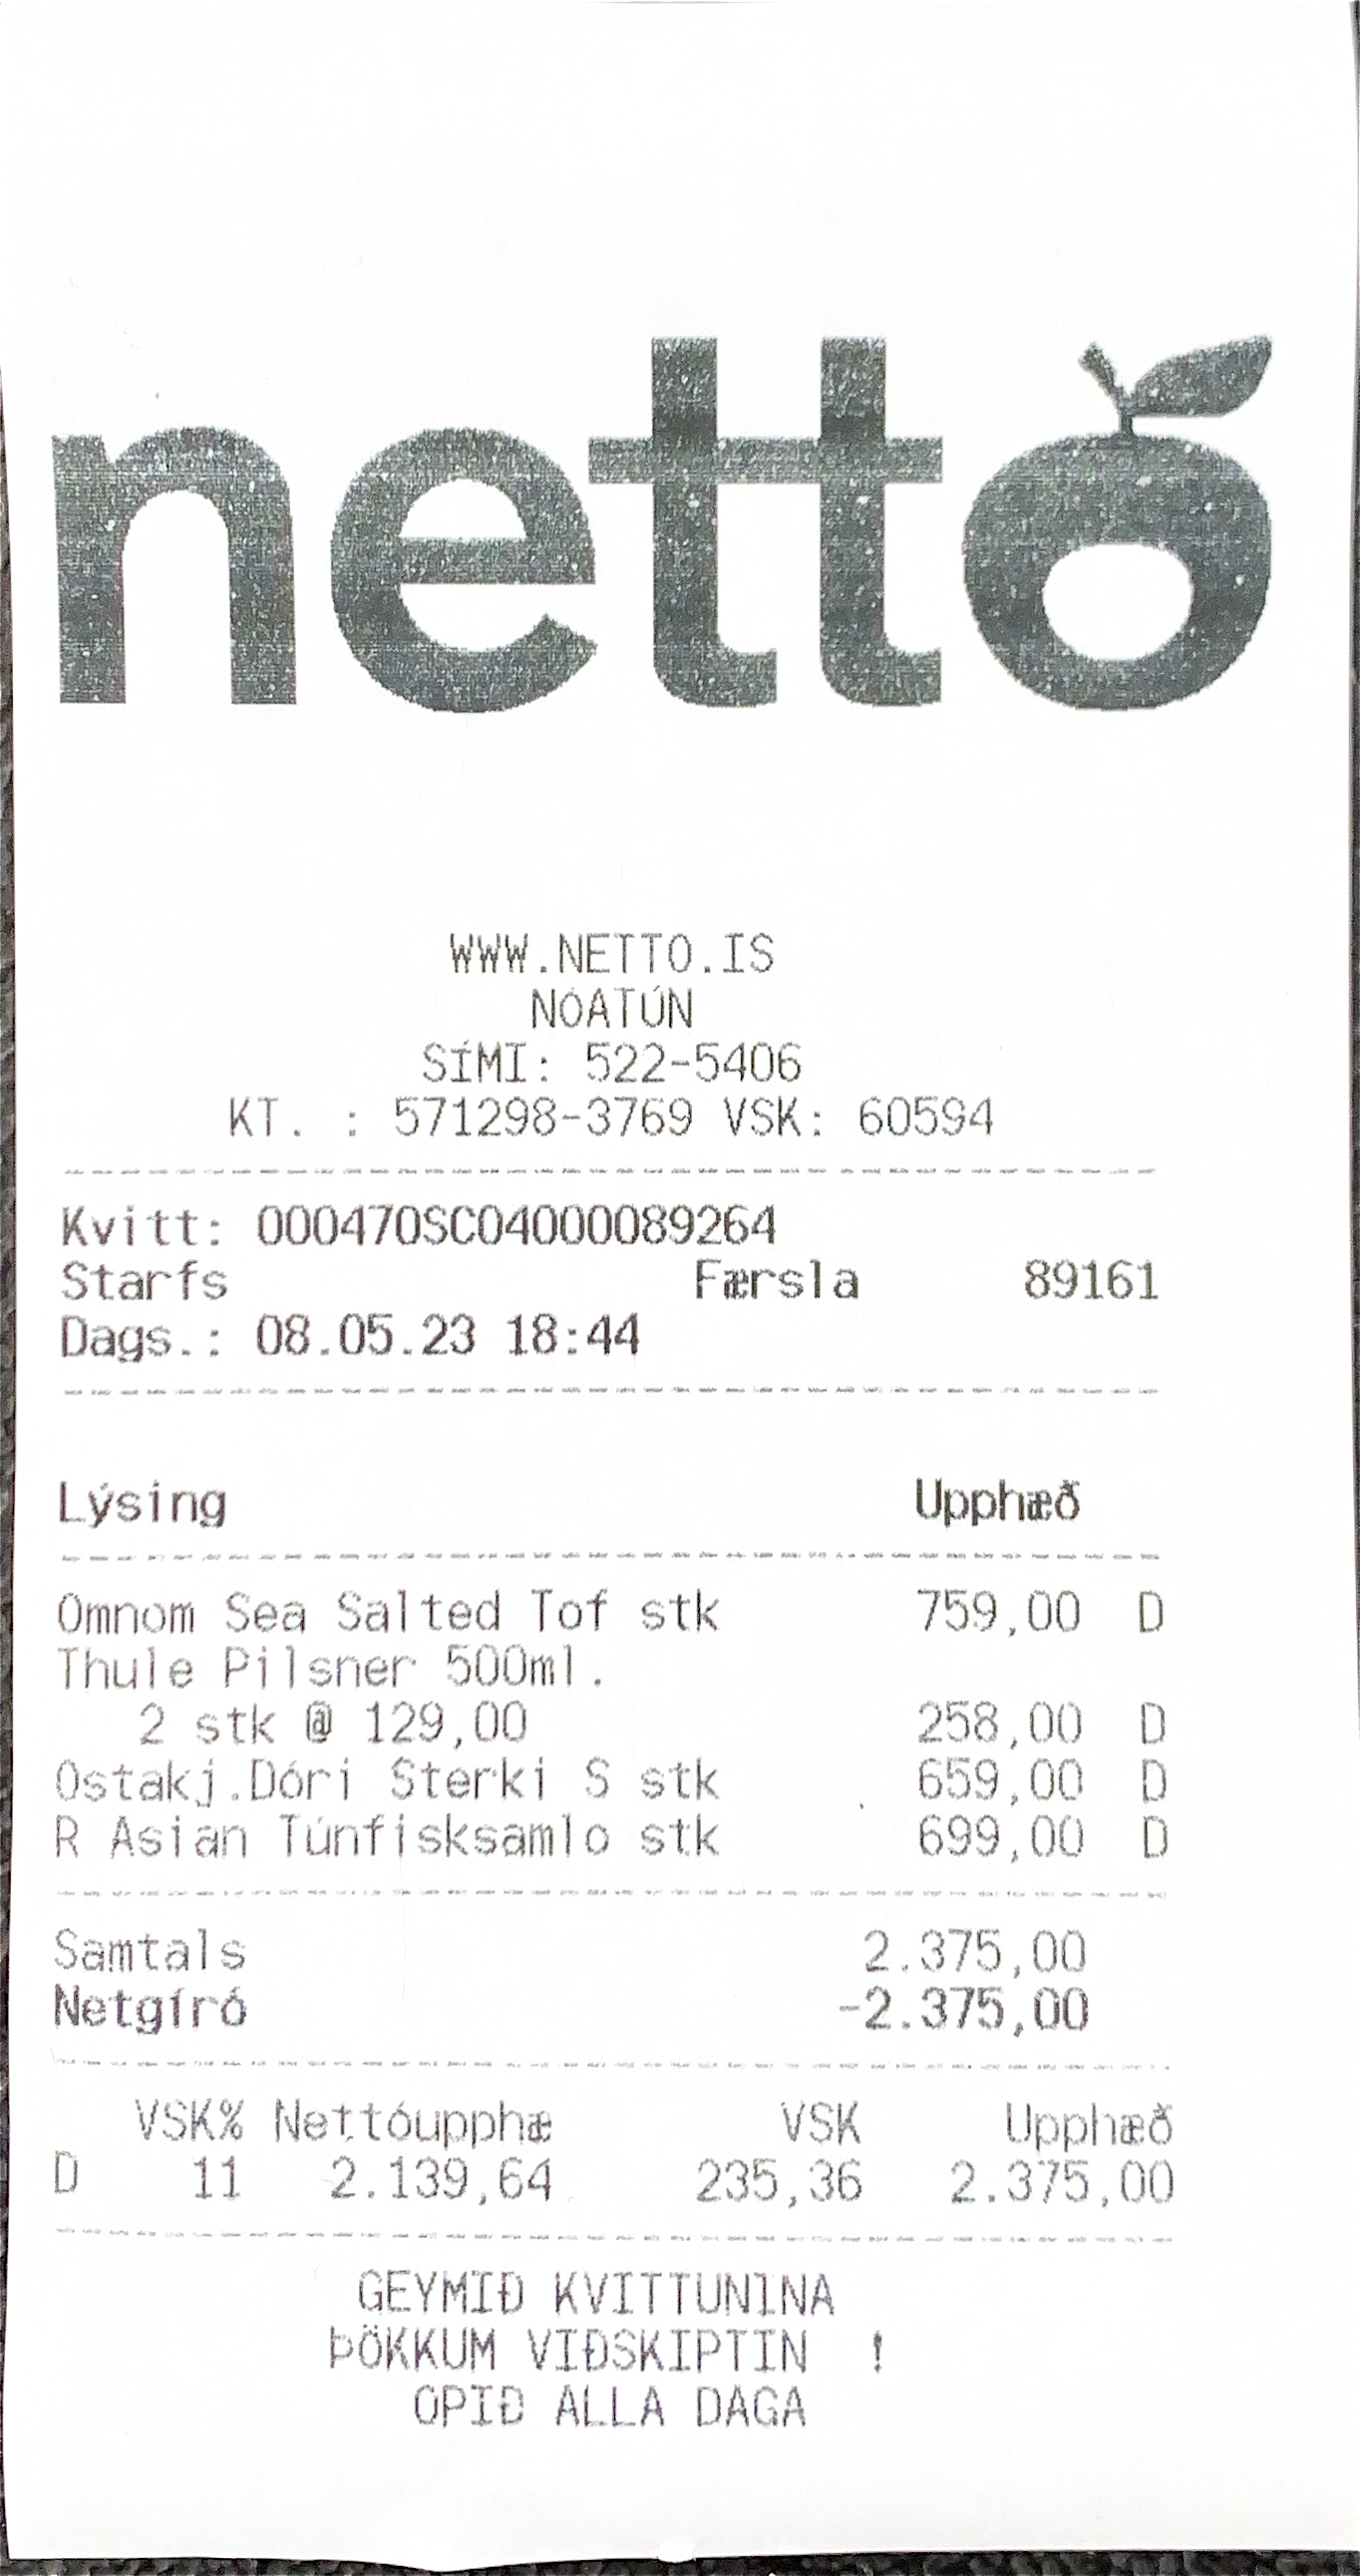 nettó
WWW.NETTO.IS
NÓATÚN
SÍMI: 522-5406
KT. : 571298-3769 VSK: 60594
Kvitt: 000470SC04000089264
Starfs Færsla 89161
Dags.: 08.05.23 18:44
Lýsing Upphæð
Omnom Sea Salted Tof stk 759,00 D
Thule Pilsner 500ml.
2 stk @ 129,00 258,00 D
Ostakj.Dóri Sterki S stk 659,00 D
R Asian Túnfisksamlo stk 699,00 D
Samtals 2.375,00
Netgíró -2.375,00
VSK% Nettóupphæ VSK Upphæð
D 11 2.139,64 235,36 2.375,00
GEYMIÐ KVITTUNINA
ÞÖKKUM VIÐSKIPTIN !
OPIÐ ALLA DAGA